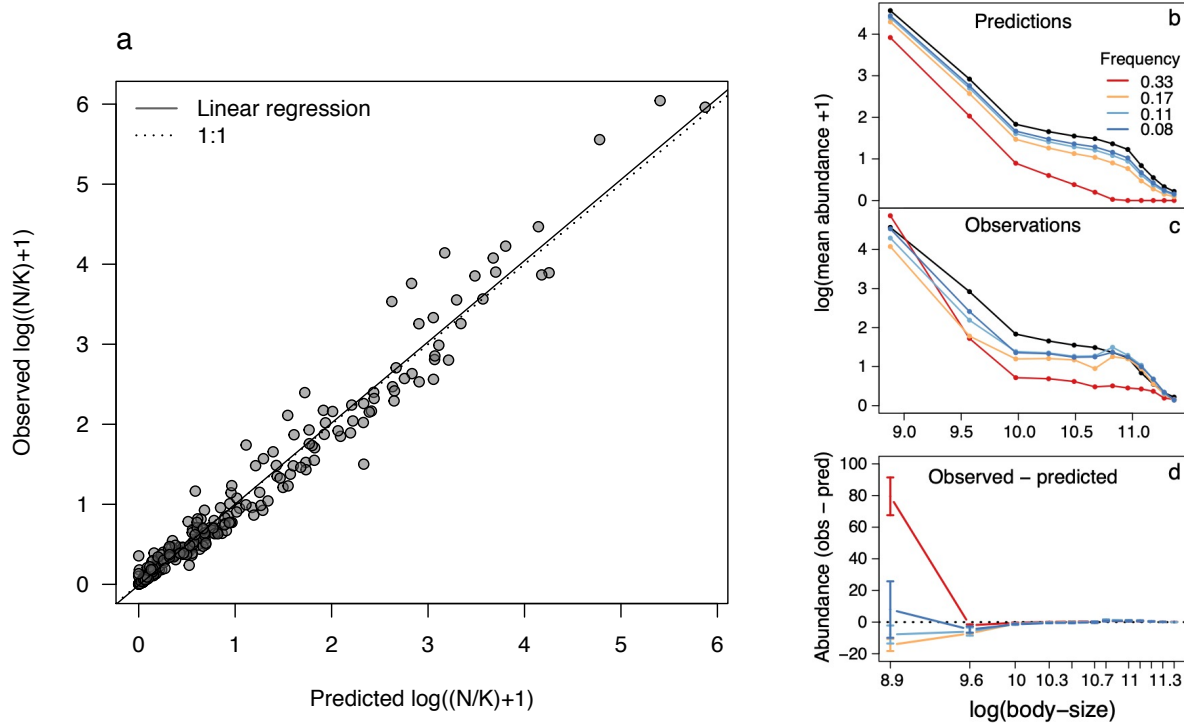 a
Linear regression
1:1
Observed log((N/K)+1)
6
5
4
3
2
1
0
0 1 2 3 4 5 6
Predicted log((N/K)+1)
Predictions
b
Frequency
0.33
0.17
0.11
0.08
4
3
2
1
0
log(mean abundance +1)
Observations
c
4
3
2
1
0
9.0 9.5 10.0 10.5 11.0
Observed − predicted
d
Abundance (obs − pred)
100
80
60
40
20
0
−20
8.9 9.6 10 10.3 10.7 11 11.3
log(body−size)